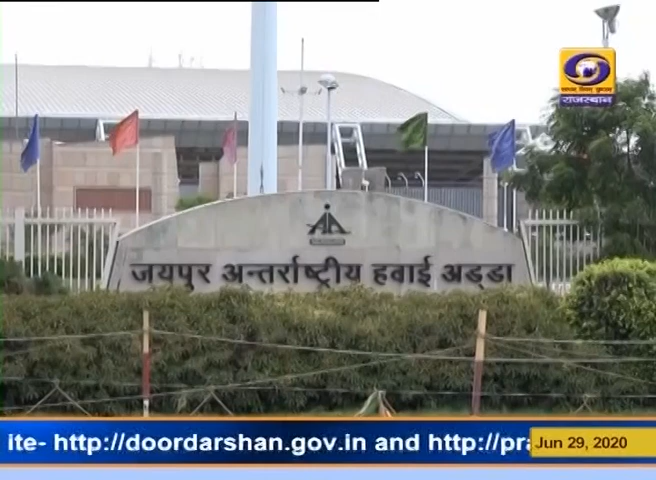 राजस्थान
जयपुर अन्तर्राष्ट्रीय हवाई अड्डा
ite- http://doordarshan.gov.in and http://pra
Jun 29, 2020